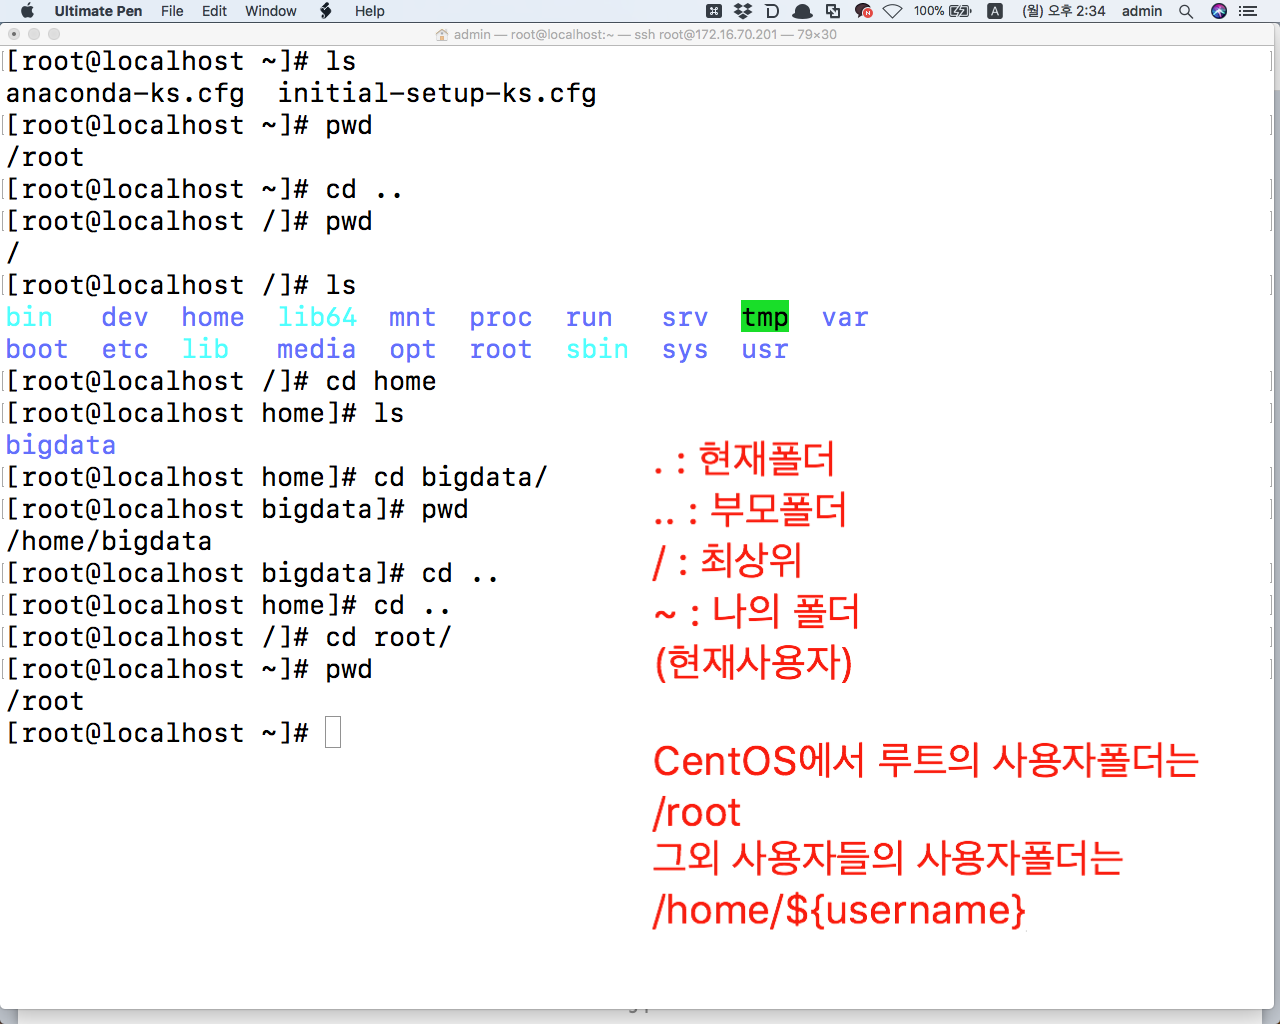 Ultimate Pen File Edit Window Help 100% A (월) 오후 2:34 admin
admin — root@localhost:~ — ssh root@172.16.70.201 — 79×30
[root@localhost ~]# ls
anaconda-ks.cfg  initial-setup-ks.cfg
[root@localhost ~]# pwd
/root
[root@localhost ~]# cd ..
[root@localhost /]# pwd
/
[root@localhost /]# ls
bin   dev  home  lib64  mnt  proc  run   srv  tmp  var
boot  etc  lib   media  opt  root  sbin  sys  usr
[root@localhost /]# cd home
[root@localhost home]# ls
bigdata
[root@localhost home]# cd bigdata/
[root@localhost bigdata]# pwd
/home/bigdata
[root@localhost bigdata]# cd ..
[root@localhost home]# cd ..
[root@localhost /]# cd root/
[root@localhost ~]# pwd
/root
[root@localhost ~]#
. : 현재폴더
.. : 부모폴더
/ : 최상위
~ : 나의 폴더
(현재사용자)
CentOS에서 루트의 사용자폴더는
/root
그외 사용자들의 사용자폴더는
/home/${username}